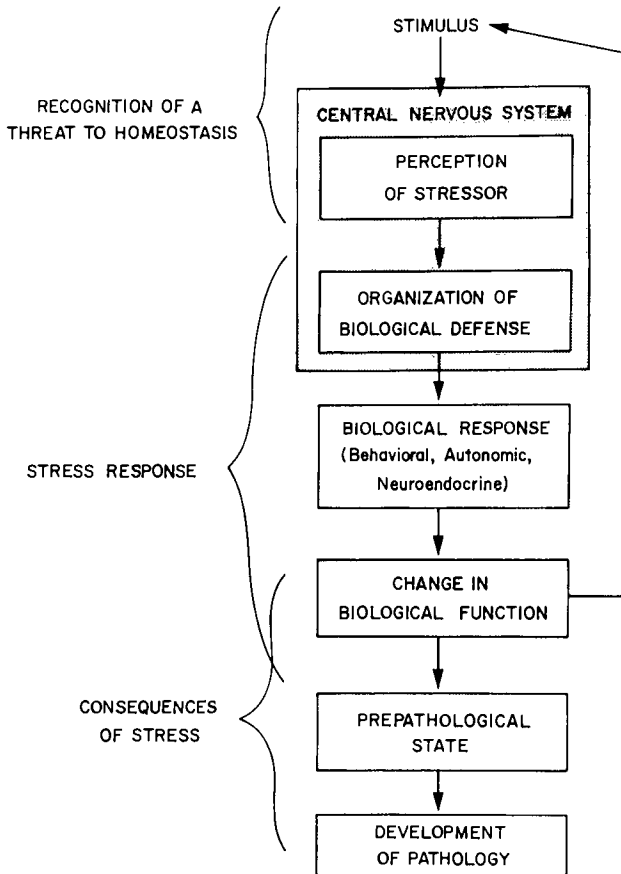 STIMULUS
RECOGNITION OF A
THREAT TO HOMEOSTASIS
CENTRAL NERVOUS SYSTEM
PERCEPTION
OF STRESSOR
ORGANIZATION OF
BIOLOGICAL DEFENSE
STRESS RESPONSE
BIOLOGICAL RESPONSE
(Behavioral, Autonomic,
Neuroendocrine)
CHANGE IN
BIOLOGICAL FUNCTION
CONSEQUENCES
OF STRESS
PREPATHOLOGICAL
STATE
DEVELOPMENT
OF PATHOLOGY